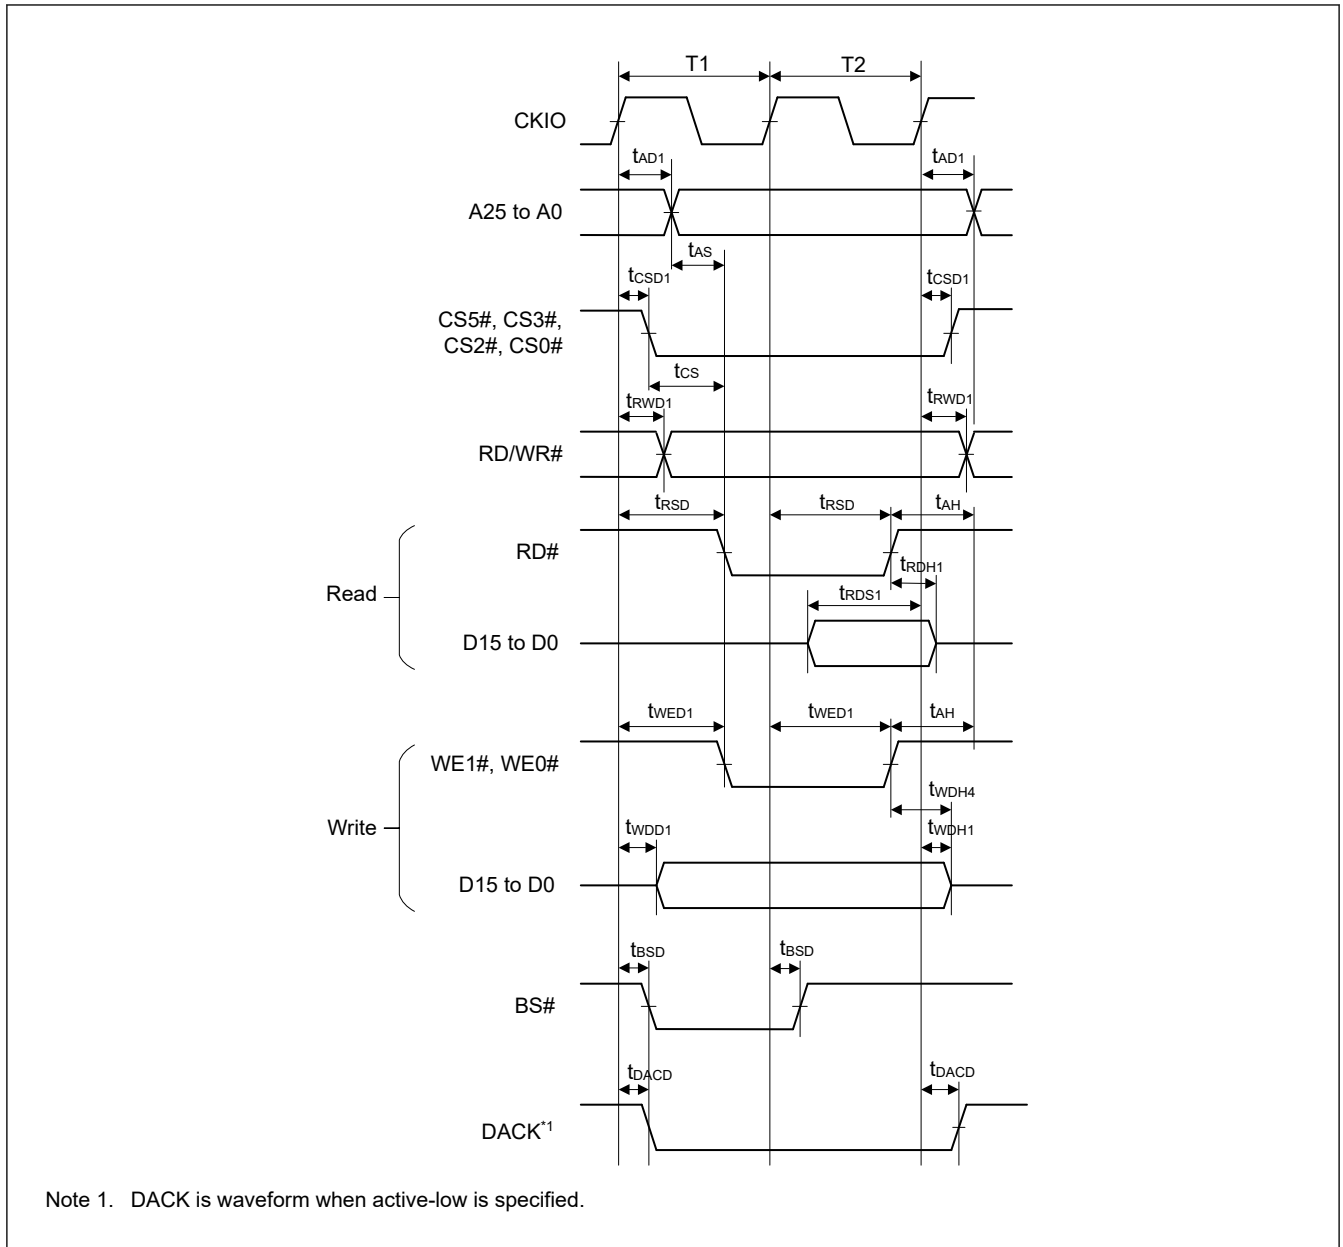 T1 T2
CKIO
tAD1 tAD1
A25 to A0
tAS
tCSD1 tCSD1
CS5#, CS3#,
CS2#, CS0#
tCS
tRWD1 tRWD1
RD/WR#
tRSD tRSD tAH
RD#
tRDH1
Read
tRDS1
D15 to D0
tWED1 tWED1 tAH
WE1#, WE0#
tWDH4
Write
tWDD1 tWDH1
D15 to D0
tBSD tBSD
BS#
tDACD tDACD
DACK*1
Note 1. DACK is waveform when active-low is specified.